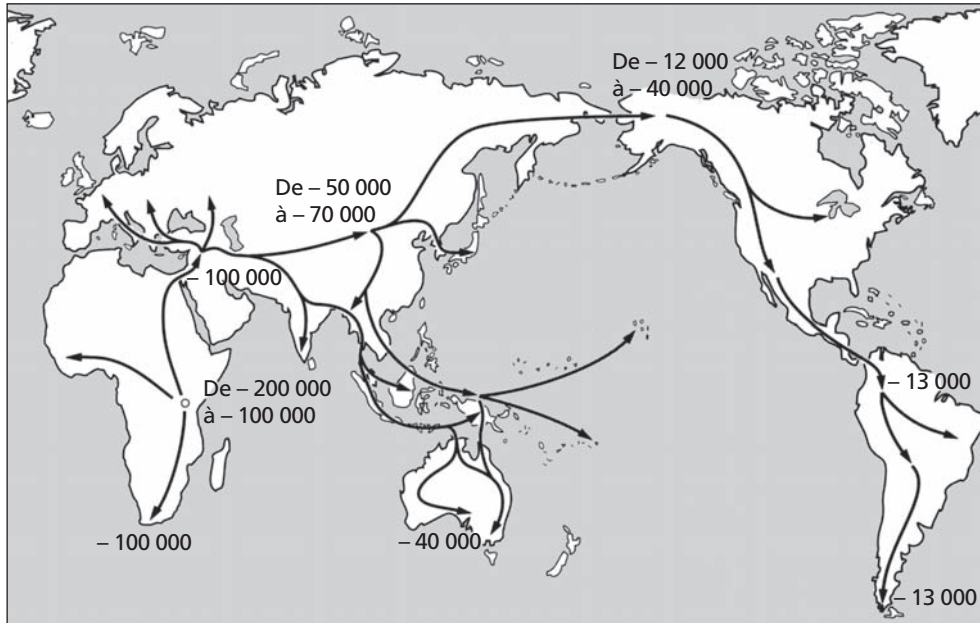 De – 12 000
à – 40 000
De – 50 000
à – 70 000
– 100 000
De – 200 000
à – 100 000
– 13 000
– 100 000
– 40 000
– 13 000